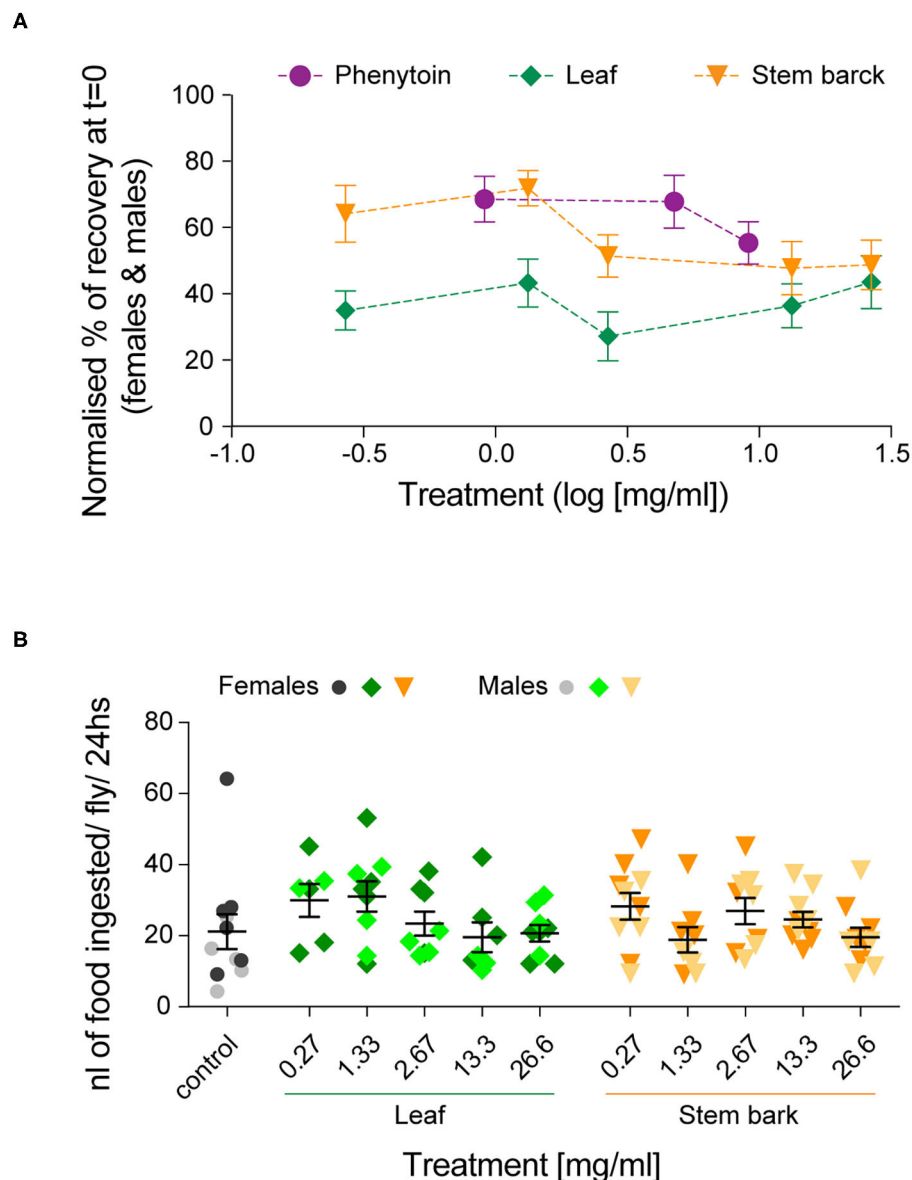 A
Phenytoin Leaf Stem barck
Normalised % of recovery at t=0
(females & males)
100
80
60
40
20
0
-1.0 -0.5 0.0 0.5 1.0 1.5
Treatment (log [mg/ml])
B
Females Males
nl of food ingested/ fly/ 24hs
80
60
40
20
0
control 0.27 1.33 2.67 13.3 26.6 0.27 1.33 2.67 13.3 26.6
Leaf Stem bark
Treatment [mg/ml]